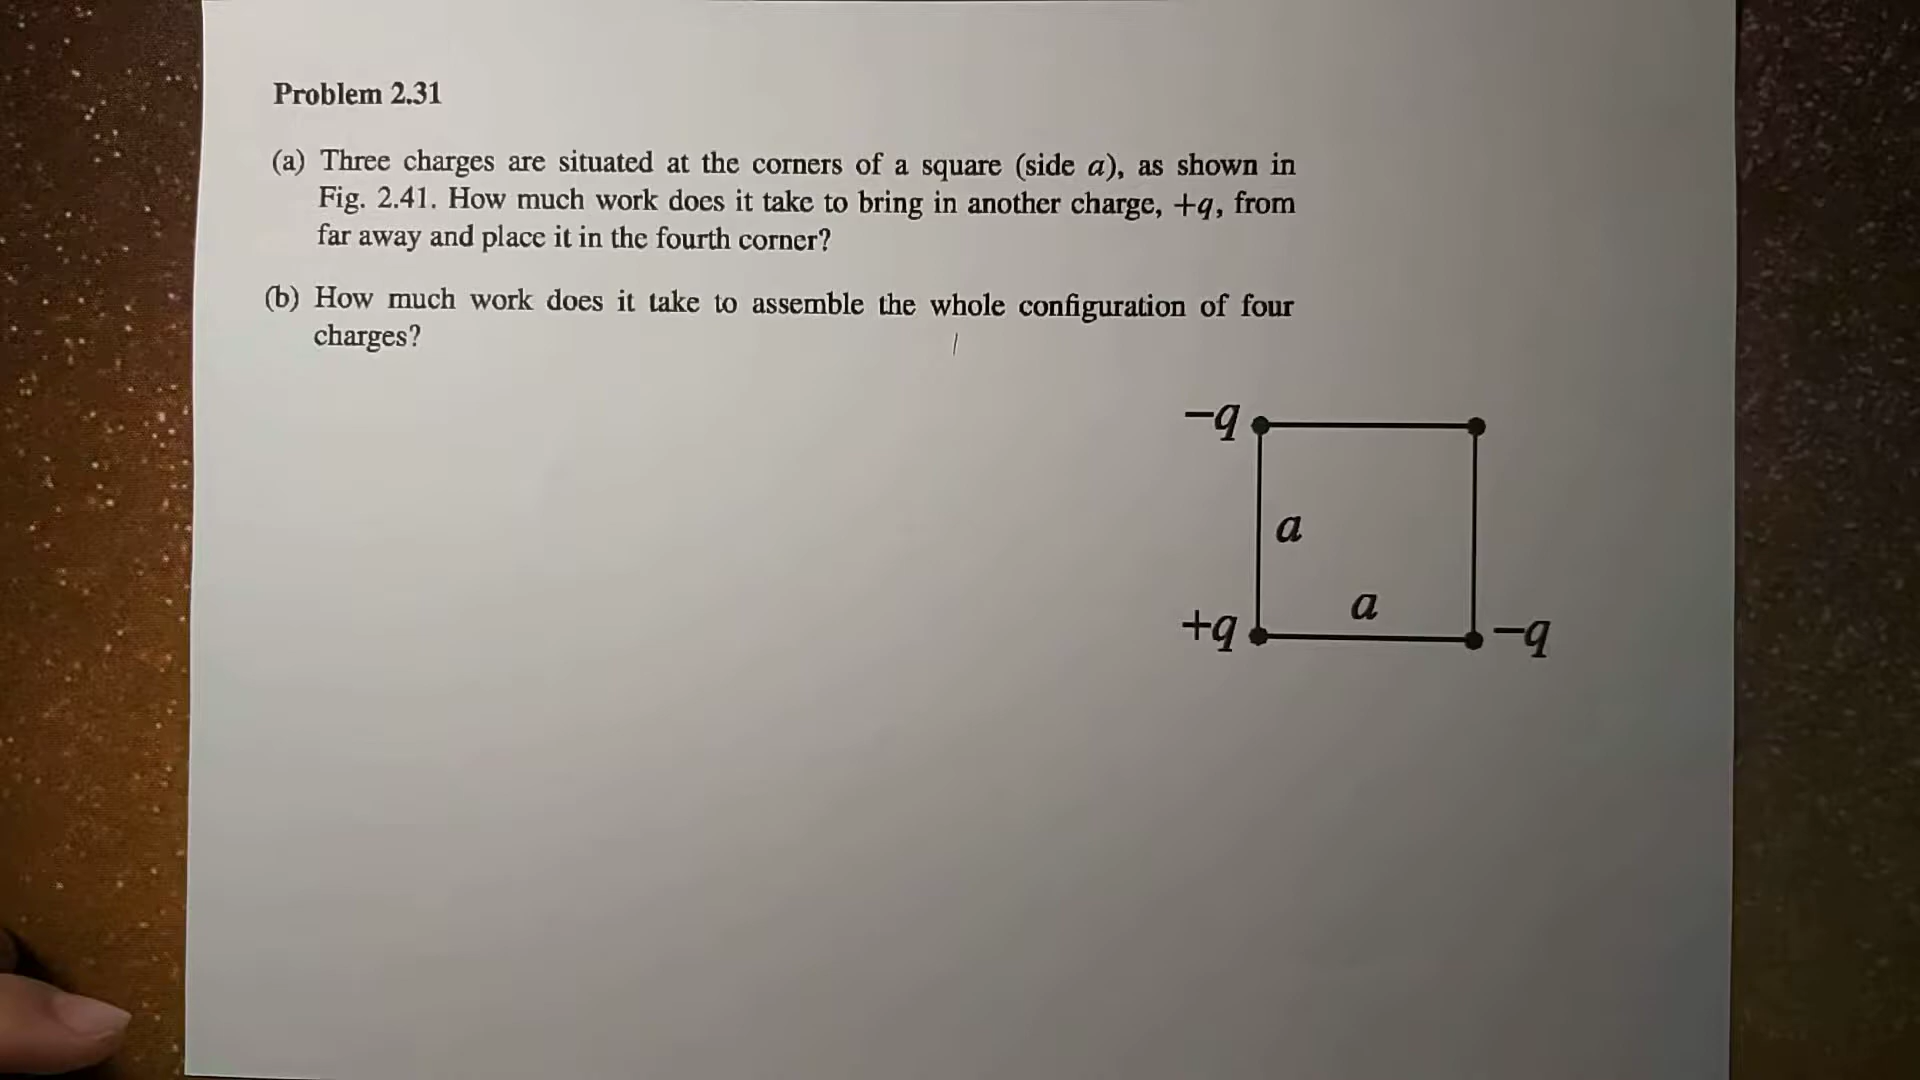 Problem 2.31
(a) Three charges are situated at the corners of a square (side a), as shown in
Fig. 2.41. How much work does it take to bring in another charge, +q, from
far away and place it in the fourth corner?
(b) How much work does it take to assemble the whole configuration of four
charges?
−q
a
a
+q
−q